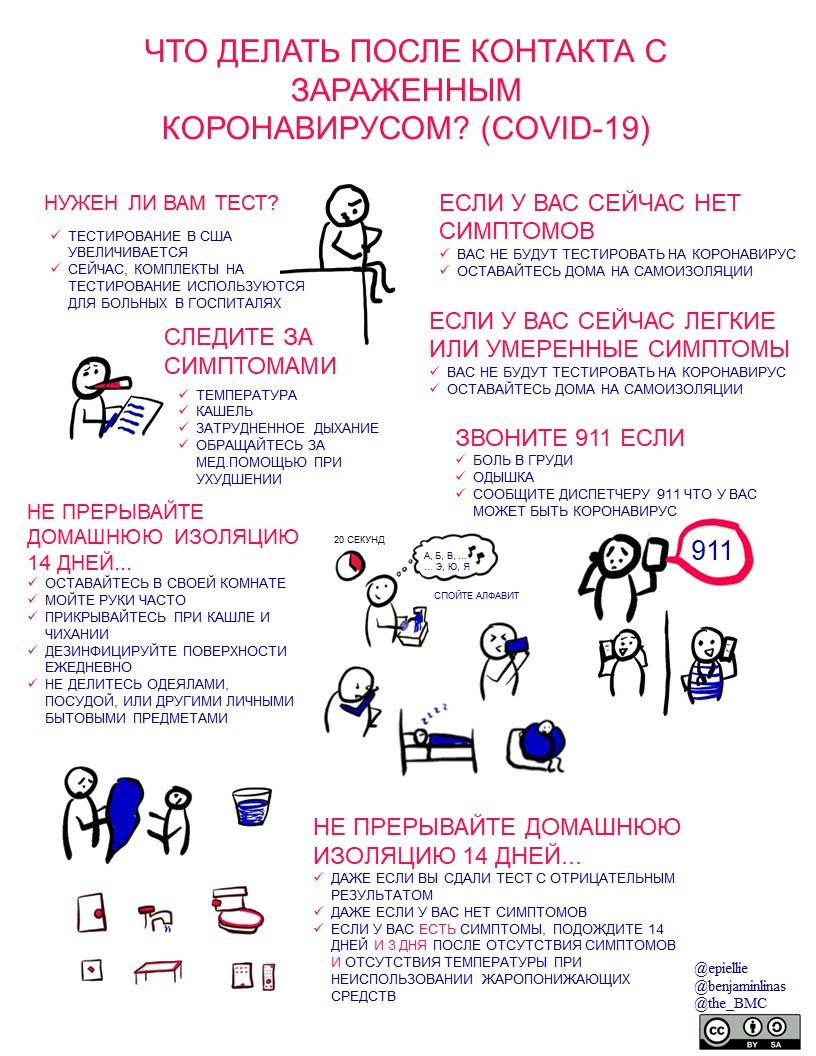 ЧТО ДЕЛАТЬ ПОСЛЕ КОНТАКТА С
ЗАРАЖЕННЫМ
КОРОНАВИРУСОМ? (COVID-19)
НУЖЕН ЛИ ВАМ ТЕСТ?
ТЕСТИРОВАНИЕ В США
УВЕЛИЧИВАЕТСЯ
СЕЙЧАС, КОМПЛЕКТЫ НА
ТЕСТИРОВАНИЕ ИСПОЛЬЗУЮТСЯ
ДЛЯ БОЛЬНЫХ В ГОСПИТАЛЯХ
ЕСЛИ У ВАС СЕЙЧАС НЕТ
СИМПТОМОВ
ВАС НЕ БУДУТ ТЕСТИРОВАТЬ НА КОРОНАВИРУС
ОСТАВАЙТЕСЬ ДОМА НА САМОИЗОЛЯЦИИ
СЛЕДИТЕ ЗА
СИМПТОМАМИ
ТЕМПЕРАТУРА
КАШЕЛЬ
ЗАТРУДНЕННОЕ ДЫХАНИЕ
ОБРАЩАЙТЕСЬ ЗА
МЕД.ПОМОЩЬЮ ПРИ
УХУДШЕНИИ
ЕСЛИ У ВАС СЕЙЧАС ЛЕГКИЕ
ИЛИ УМЕРЕННЫЕ СИМПТОМЫ
ВАС НЕ БУДУТ ТЕСТИРОВАТЬ НА КОРОНАВИРУС
ОСТАВАЙТЕСЬ ДОМА НА САМОИЗОЛЯЦИИ
ЗВОНИТЕ 911 ЕСЛИ
БОЛЬ В ГРУДИ
ОДЫШКА
СООБЩИТЕ ДИСПЕТЧЕРУ 911 ЧТО У ВАС
МОЖЕТ БЫТЬ КОРОНАВИРУС
НЕ ПРЕРЫВАЙТЕ
ДОМАШНЮЮ ИЗОЛЯЦИЮ
14 ДНЕЙ...
ОСТАВАЙТЕСЬ В СВОЕЙ КОМНАТЕ
МОЙТЕ РУКИ ЧАСТО
ПРИКРЫВАЙТЕСЬ ПРИ КАШЛЕ И
ЧИХАНИИ
ДЕЗИНФИЦИРУЙТЕ ПОВЕРХНОСТИ
ЕЖЕДНЕВНО
НЕ ДЕЛИТЕСЬ ОДЕЯЛАМИ,
ПОСУДОЙ, ИЛИ ДРУГИМИ ЛИЧНЫМИ
БЫТОВЫМИ ПРЕДМЕТАМИ
20 СЕКУНД
А, Б, В, ...
... Э, Ю, Я
СПОЙТЕ АЛФАВИТ
911
НЕ ПРЕРЫВАЙТЕ ДОМАШНЮЮ
ИЗОЛЯЦИЮ 14 ДНЕЙ...
ДАЖЕ ЕСЛИ ВЫ СДАЛИ ТЕСТ С ОТРИЦАТЕЛЬНЫМ
РЕЗУЛЬТАТОМ
ДАЖЕ ЕСЛИ У ВАС НЕТ СИМПТОМОВ
ЕСЛИ У ВАС ЕСТЬ СИМПТОМЫ, ПОДОЖДИТЕ 14
ДНЕЙ И 3 ДНЯ ПОСЛЕ ОТСУТСТВИЯ СИМПТОМОВ
И ОТСУТСТВИЯ ТЕМПЕРАТУРЫ ПРИ
НЕИСПОЛЬЗОВАНИИ ЖАРОПОНИЖАЮЩИХ
СРЕДСТВ
@epiellie
@benjaminlinas
@the_BMC
CC BY SA